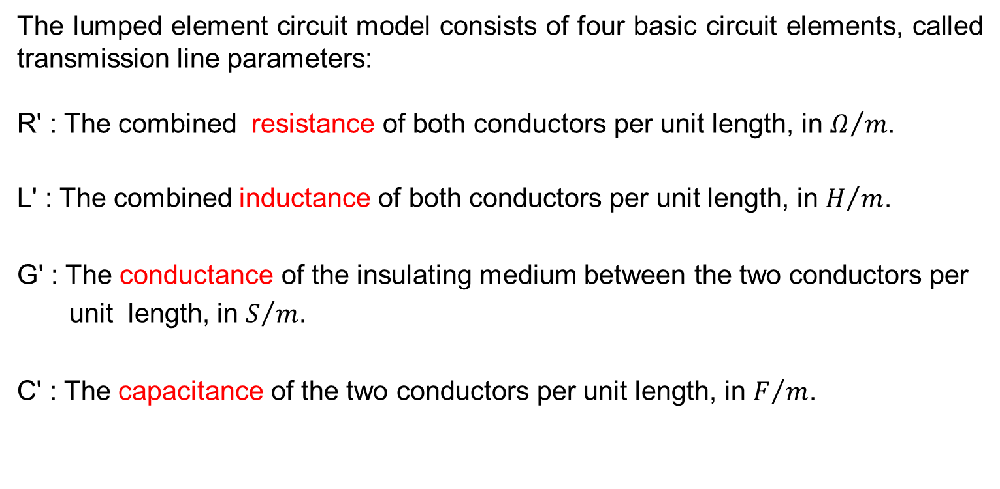 The lumped element circuit model consists of four basic circuit elements, called
transmission line parameters:
R' : The combined resistance of both conductors per unit length, in Ω/m.
L' : The combined inductance of both conductors per unit length, in H/m.
G' : The conductance of the insulating medium between the two conductors per
unit length, in S/m.
C' : The capacitance of the two conductors per unit length, in F/m.